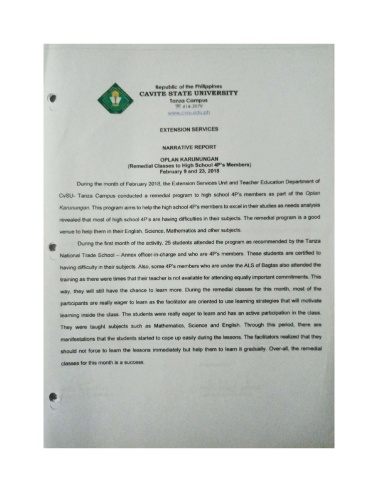 Republic of the Philippines
CAVITE STATE UNIVERSITY
Tanza Campus
☎ 414-3979
www.cvsu.edu.ph
EXTENSION SERVICES
NARRATIVE REPORT
OPLAN KARUNUNGAN
(Remedial Classes to High School 4P's Members)
February 9 and 23, 2018
During the month of February 2018, the Extension Services Unit and Teacher Education Department of
CvSU- Tanza Campus conducted a remedial program to high school 4P's members as part of the Oplan
Karunungan. This program aims to help the high school 4P's members to excel in their studies as needs analysis
revealed that most of high school 4P's are having difficulties in their subjects. The remedial program is a good
venue to help them in their English, Science, Mathematics and other subjects.
During the first month of the activity, 25 students attended the program as recommended by the Tanza
National Trade School – Annex officer-in-charge and who are 4P's members. These students are certified to
having difficulty in their subjects. Also, some 4P's members who are under the ALS of Bagtas also attended the
training as there were times that their teacher is not available for attending equally important commitments. This
way, they will still have the chance to learn more. During the remedial classes for this month, most of the
participants are really eager to learn as the facilitator are oriented to use learning strategies that will motivate
learning inside the class. The students were really eager to learn and has an active participation in the class.
They were taught subjects such as Mathematics, Science and English. Through this period, there are
manifestations that the students started to cope up easily during the lessons. The facilitators realized that they
should not force to learn the lessons immediately but help them to learn it gradually. Over-all, the remedial
classes for this month is a success.